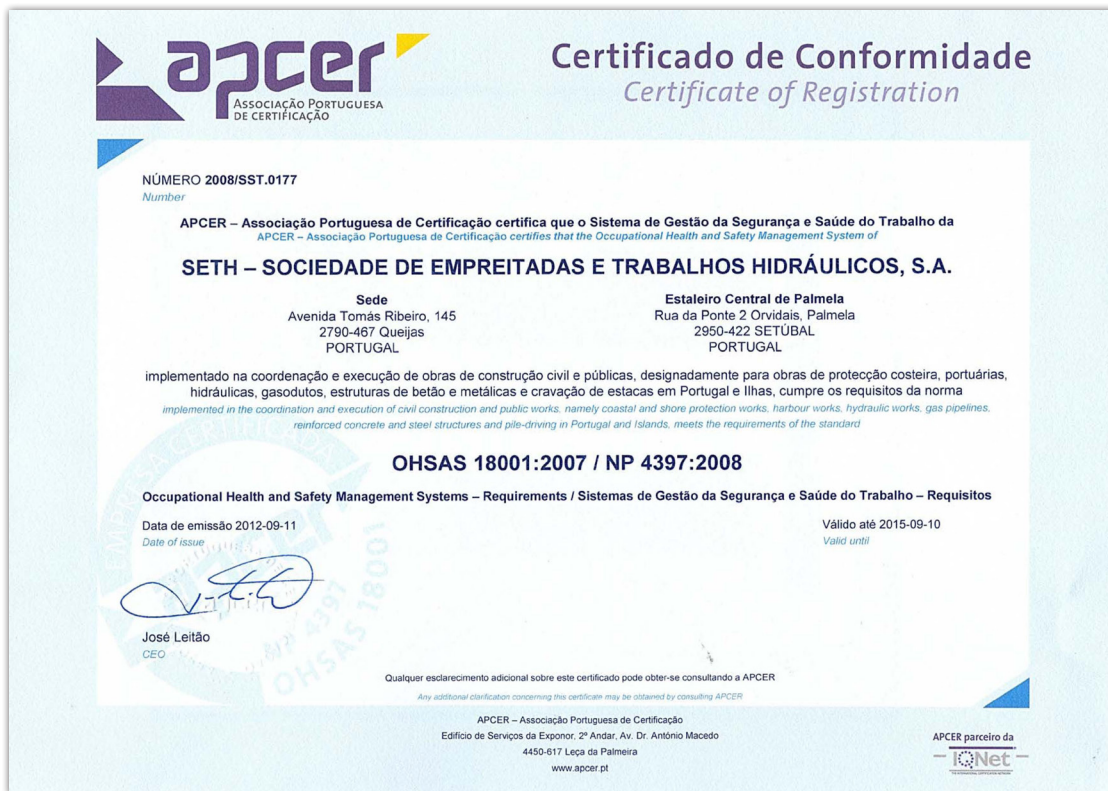 apcer
ASSOCIAÇÃO PORTUGUESA
DE CERTIFICAÇÃO
Certificado de Conformidade
Certificate of Registration
NÚMERO 2008/SST.0177
Number
APCER – Associação Portuguesa de Certificação certifica que o Sistema de Gestão da Segurança e Saúde do Trabalho da
APCER – Associação Portuguesa de Certificação certifies that the Occupational Health and Safety Management System of
SETH – SOCIEDADE DE EMPREITADAS E TRABALHOS HIDRÁULICOS, S.A.
Sede
Avenida Tomás Ribeiro, 145
2790-467 Queijas
PORTUGAL
Estaleiro Central de Palmela
Rua da Ponte 2 Orvidais, Palmela
2950-422 SETÚBAL
PORTUGAL
implementado na coordenação e execução de obras de construção civil e públicas, designadamente para obras de protecção costeira, portuárias,
hidráulicas, gasodutos, estruturas de betão e metálicas e cravação de estacas em Portugal e Ilhas, cumpre os requisitos da norma
implemented in the coordination and execution of civil construction and public works, namely coastal and shore protection works, harbour works, hydraulic works, gas pipelines,
reinforced concrete and steel structures and pile-driving in Portugal and Islands, meets the requirements of the standard
OHSAS 18001:2007 / NP 4397:2008
Occupational Health and Safety Management Systems – Requirements / Sistemas de Gestão da Segurança e Saúde do Trabalho – Requisitos
Data de emissão 2012-09-11
Date of issue
Válido até 2015-09-10
Valid until
EMPRESA CERTIFICADA
4397
OHSAS 18001
José Leitão
CEO
Qualquer esclarecimento adicional sobre este certificado pode obter-se consultando a APCER
Any additional clarification concerning this certificate may be obtained by consulting APCER
APCER – Associação Portuguesa de Certificação
Edifício de Serviços da Exponor, 2º Andar, Av. Dr. António Macedo
4450-617 Leça da Palmeira
www.apcer.pt
APCER parceiro da
IQNet